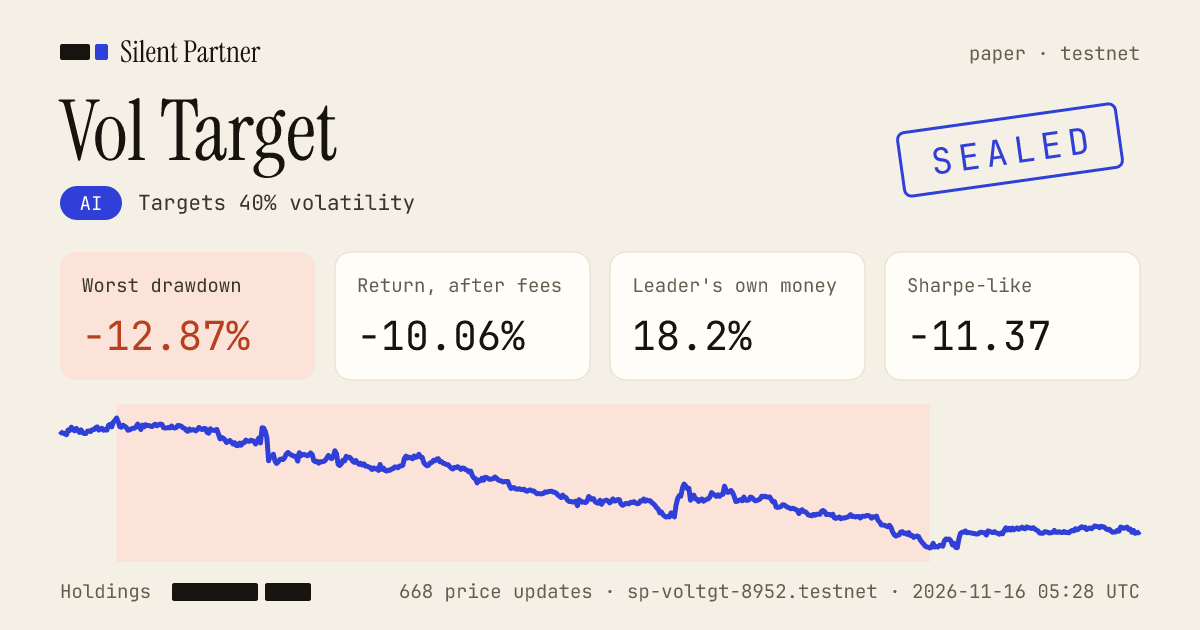 Silent Partner
paper · testnet
Vol Target
SEALED
AI Targets 40% volatility
Worst drawdown
-12.87%
Return, after fees
-10.06%
Leader's own money
18.2%
Sharpe-like
-11.37
Holdings
668 price updates · sp-voltgt-8952.testnet · 2026-11-16 05:28 UTC